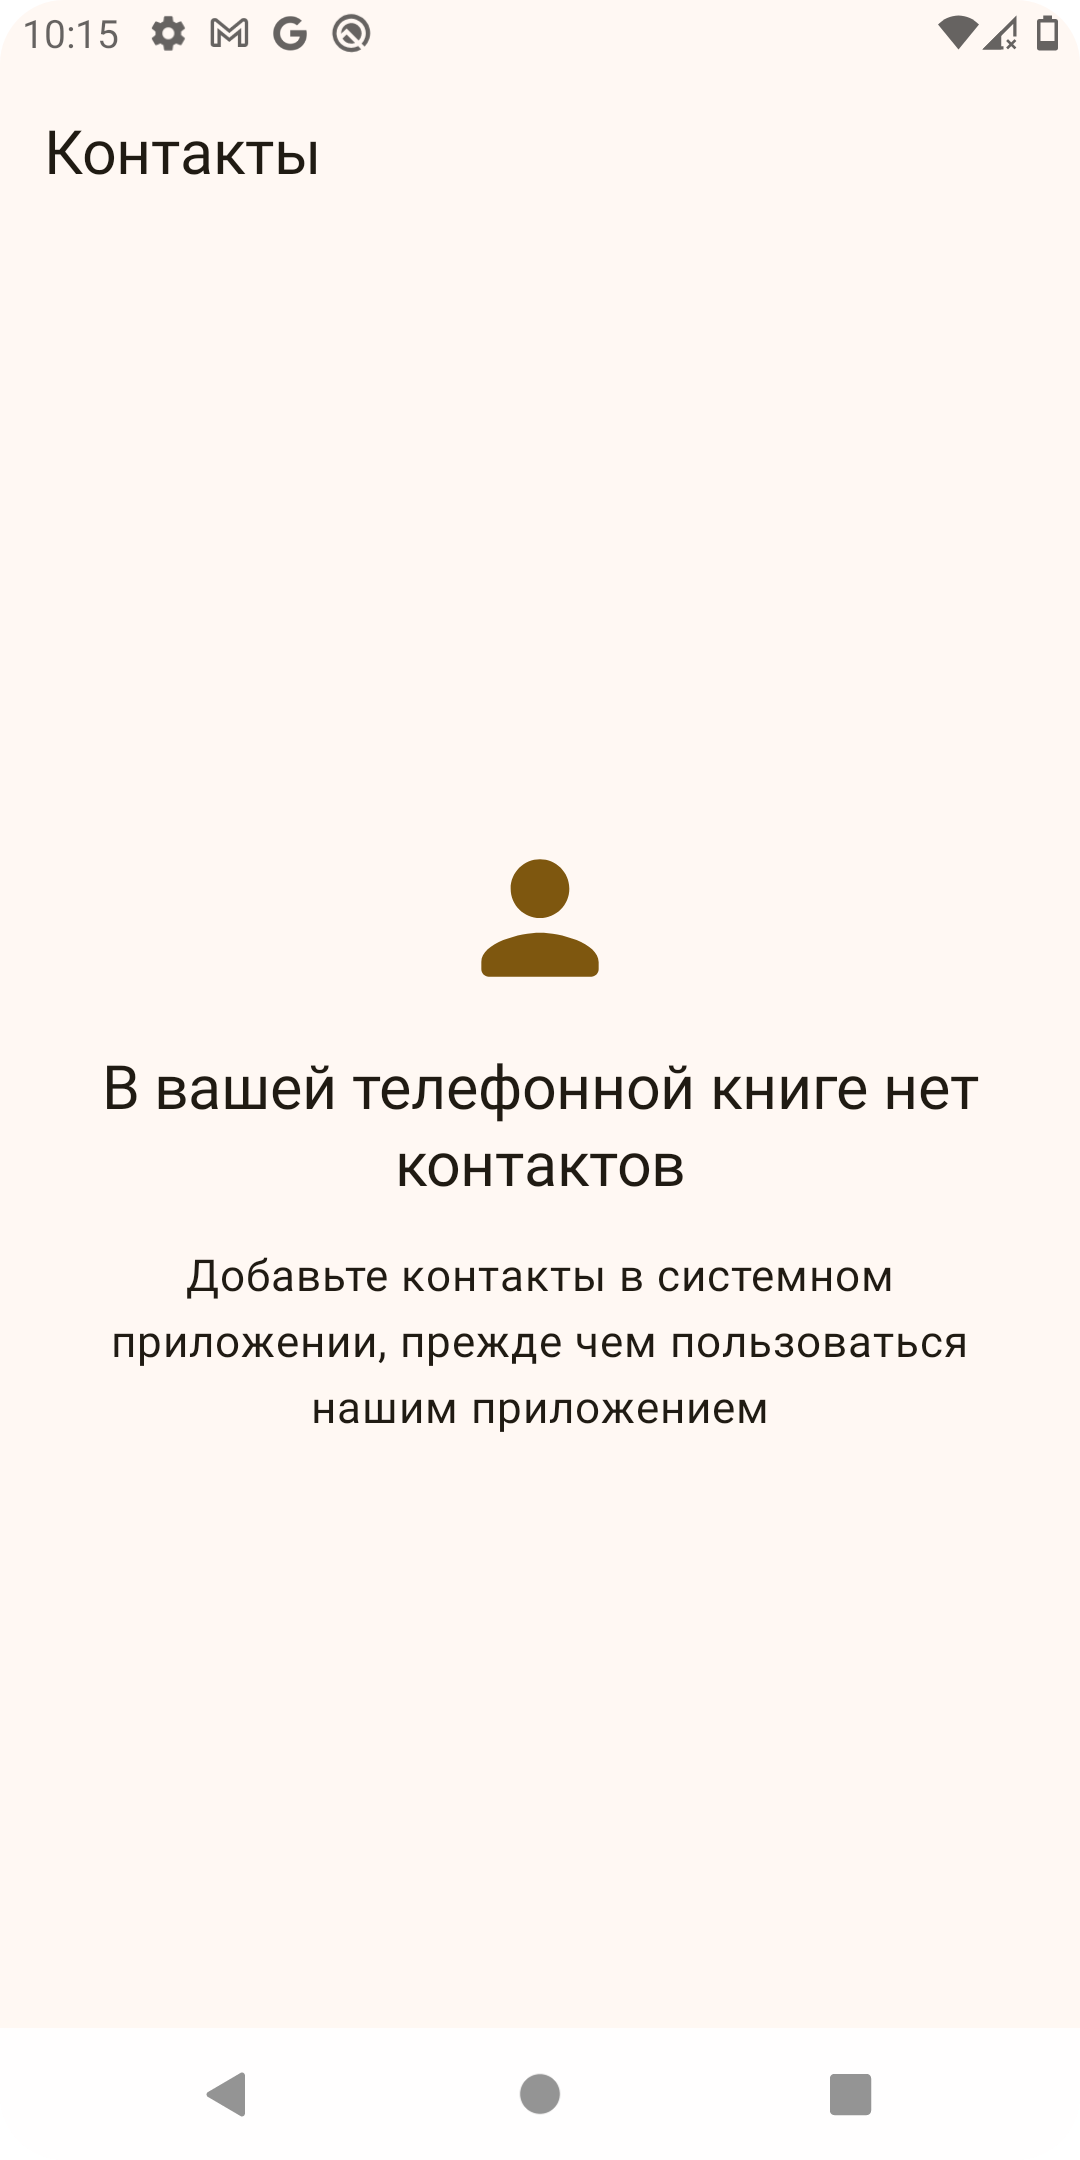 10:15
Контакты
В вашей телефонной книге нет
контактов
Добавьте контакты в системном
приложении, прежде чем пользоваться
нашим приложением